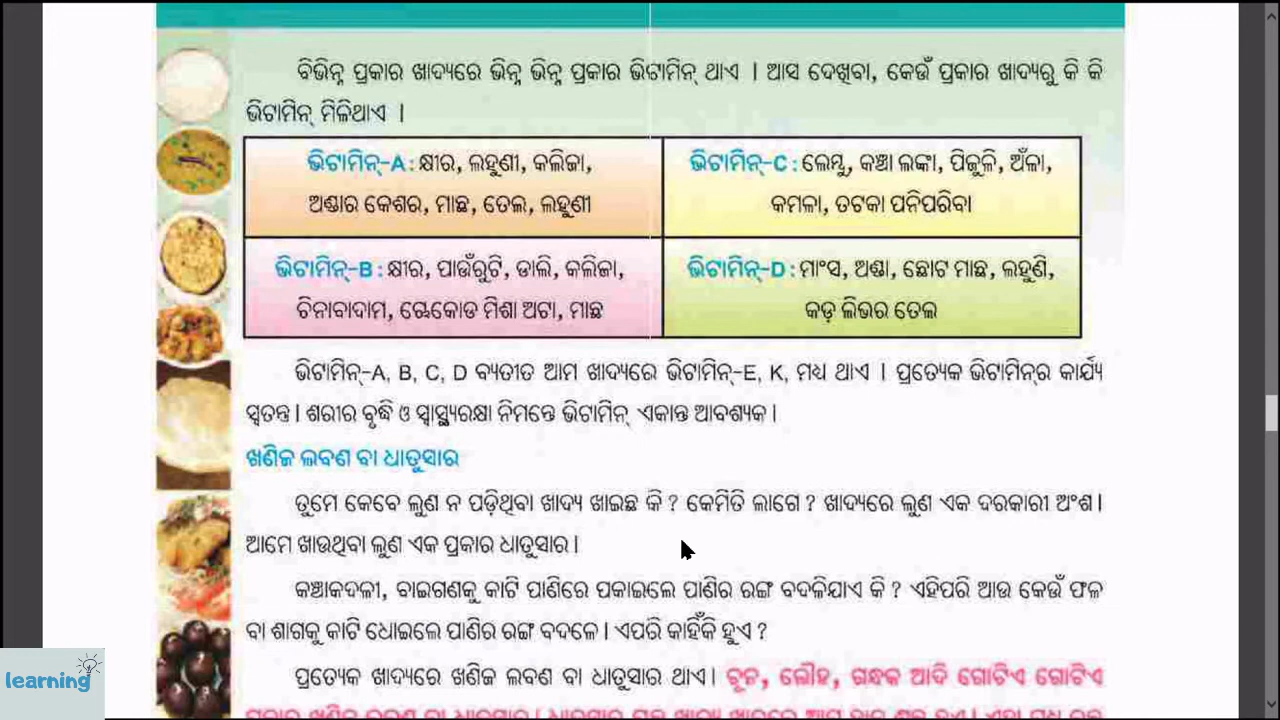 ବିଭିନ୍ନ ପ୍ରକାର ଖାଦ୍ୟରେ ଭିନ୍ନ ଭିନ୍ନ ପ୍ରକାର ଭିଟାମିନ୍ ଥାଏ । ଆସ ଦେଖିବା, କେଉଁ ପ୍ରକାର ଖାଦ୍ୟରୁ କି କି
ଭିଟାମିନ୍ ମିଳିଥାଏ ।
ଭିଟାମିନ୍-A : କ୍ଷୀର, ଲହୁଣୀ, କଲିଜା,
ଅଣ୍ଡାର କେଶର, ମାଛ, ତେଲ, ଲହୁଣୀ
ଭିଟାମିନ୍-C : ଲେମ୍ବୁ, କଞ୍ଚା ଲଙ୍କା, ପିଜୁଳି, ଅଁଳା,
କମଳା, ତଟକା ପନିପରିବା
ଭିଟାମିନ୍-B : କ୍ଷୀର, ପାଉଁରୁଟି, ଡାଲି, କଲିଜା,
ଚିନାବାଦାମ, ଢ୍ୟେକୋଡ ମିଶା ଅଟା, ମାଛ
ଭିଟାମିନ୍-D : ମାଂସ, ଅଣ୍ଡା, ଛୋଟ ମାଛ, ଲହୁଣି,
କଡ଼ ଲିଭର ତେଲ
ଭିଟାମିନ୍-A, B, C, D ବ୍ୟତୀତ ଆମ ଖାଦ୍ୟରେ ଭିଟାମିନ୍-E, K, ମଧ୍ୟ ଥାଏ । ପ୍ରତ୍ୟେକ ଭିଟାମିନ୍‌ର କାର୍ଯ୍ୟ
ସ୍ୱତନ୍ତ୍ର । ଶରୀର ବୃଦ୍ଧି ଓ ସ୍ୱାସ୍ଥ୍ୟରକ୍ଷା ନିମନ୍ତେ ଭିଟାମିନ୍ ଏକାନ୍ତ ଆବଶ୍ୟକ ।
ଖଣିଜ ଲବଣ ବା ଧାତୁସାର
ତୁମେ କେବେ ଲୁଣ ନ ପଡ଼ିଥିବା ଖାଦ୍ୟ ଖାଇଛ କି ? କେମିତି ଲାଗେ ? ଖାଦ୍ୟରେ ଲୁଣ ଏକ ଦରକାରୀ ଅଂଶ ।
ଆମେ ଖାଉଥିବା ଲୁଣ ଏକ ପ୍ରକାର ଧାତୁସାର ।
କଞ୍ଚାକଦଳୀ, ବାଇଗଣକୁ କାଟି ପାଣିରେ ପକାଇଲେ ପାଣିର ରଙ୍ଗ ବଦଳିଯାଏ କି ? ଏହିପରି ଆଉ କେଉଁ ଫଳ
ବା ଶାଗକୁ କାଟି ଧୋଇଲେ ପାଣିର ରଙ୍ଗ ବଦଳେ । ଏପରି କାହିଁକି ହୁଏ ?
ପ୍ରତ୍ୟେକ ଖାଦ୍ୟରେ ଖଣିଜ ଲବଣ ବା ଧାତୁସାର ଥାଏ । ଚୂନ, ଲୌହ, ଗନ୍ଧକ ଆଦି ଗୋଟିଏ ଗୋଟିଏ
learning